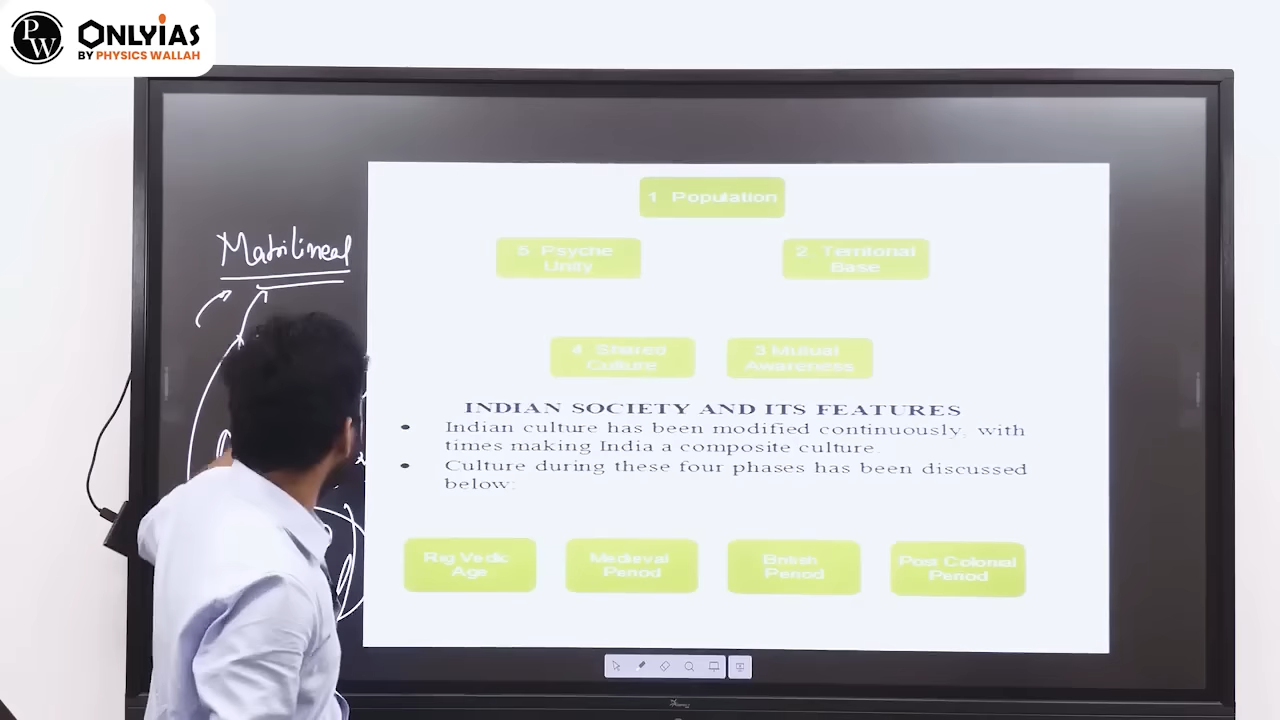 PW
ONLYIAS
BY PHYSICS WALLAH
Matrilineal
1 Population
5 Psyche
Unity
2 Territorial
Base
4 Shared
Culture
3 Mutual
Awareness
INDIAN SOCIETY AND ITS FEATURES
• Indian culture has been modified continuously, with
times making India a composite culture.
• Culture during these four phases has been discussed
below:
Rig Vedic
Age
Medieval
Period
British
Period
Post Colonial
Period